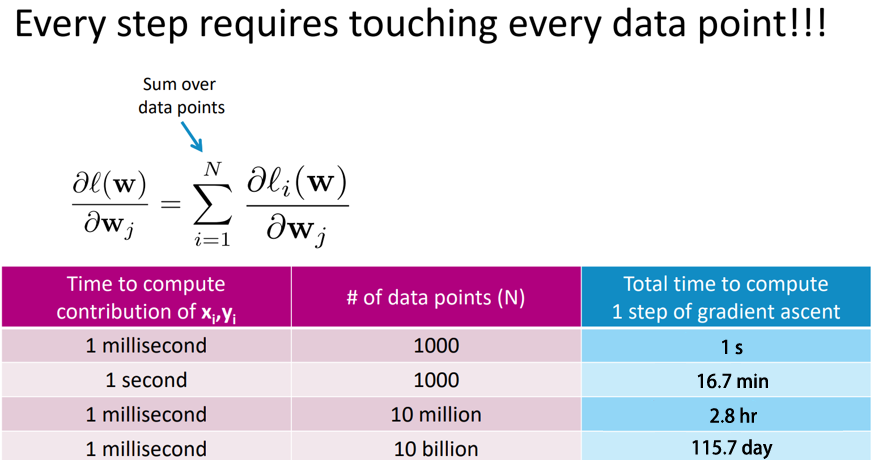 Every step requires touching every data point!!!
Sum over
data points
∂ℓ(w)/∂w_j = ∑_{i=1}^{N} ∂ℓ_i(w)/∂w_j
Time to compute
contribution of x_i,y_i
# of data points (N)
Total time to compute
1 step of gradient ascent
1 millisecond 1000 1 s
1 second 1000 16.7 min
1 millisecond 10 million 2.8 hr
1 millisecond 10 billion 115.7 day